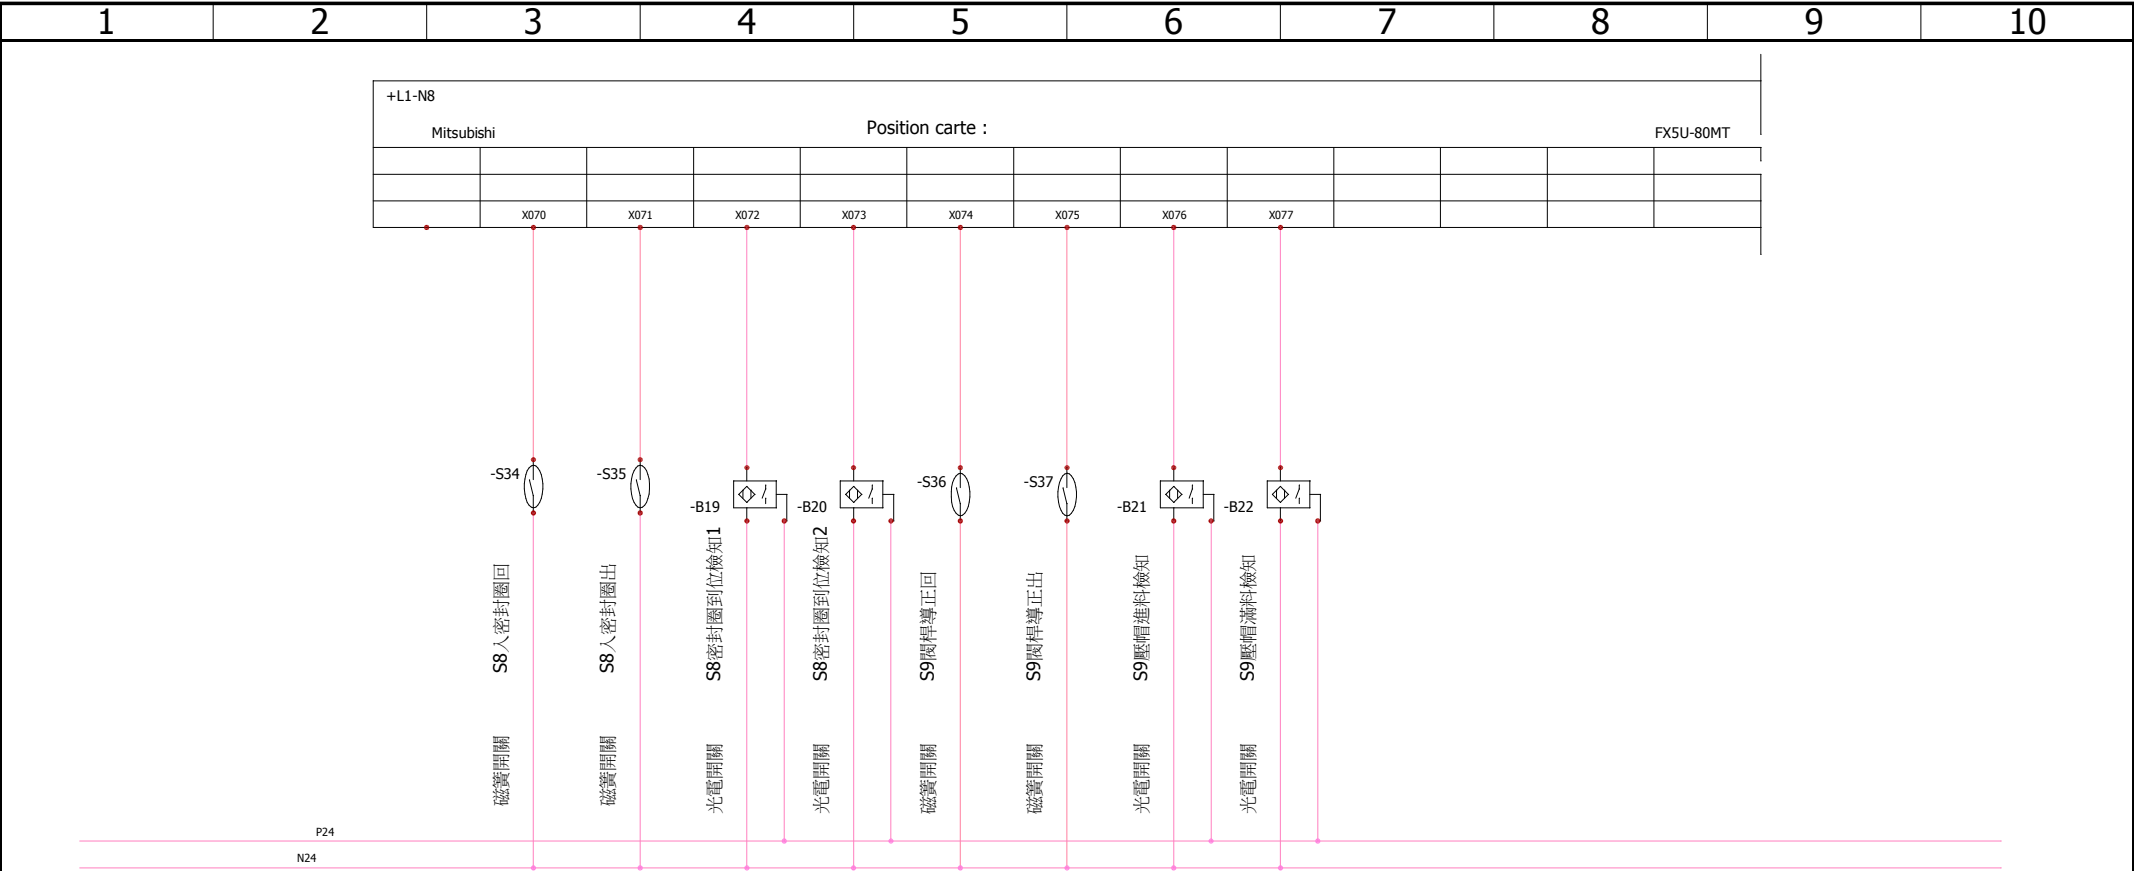 1 2 3 4 5 6 7 8 9 10
+L1-N8
Mitsubishi Position carte : FX5U-80MT
X070 X071 X072 X073 X074 X075 X076 X077
-S34
-S35
-B19
-B20
-S36
-S37
-B21
-B22
S8入密封圈回
磁簧開關
S8入密封圈出
磁簧開關
S8密封圈到位檢知1
光電開關
S8密封圈到位檢知2
光電開關
S9閥桿導正回
磁簧開關
S9閥桿導正出
磁簧開關
S9壓帽進料檢知
光電開關
S9壓帽滿料檢知
光電開關
P24
N24